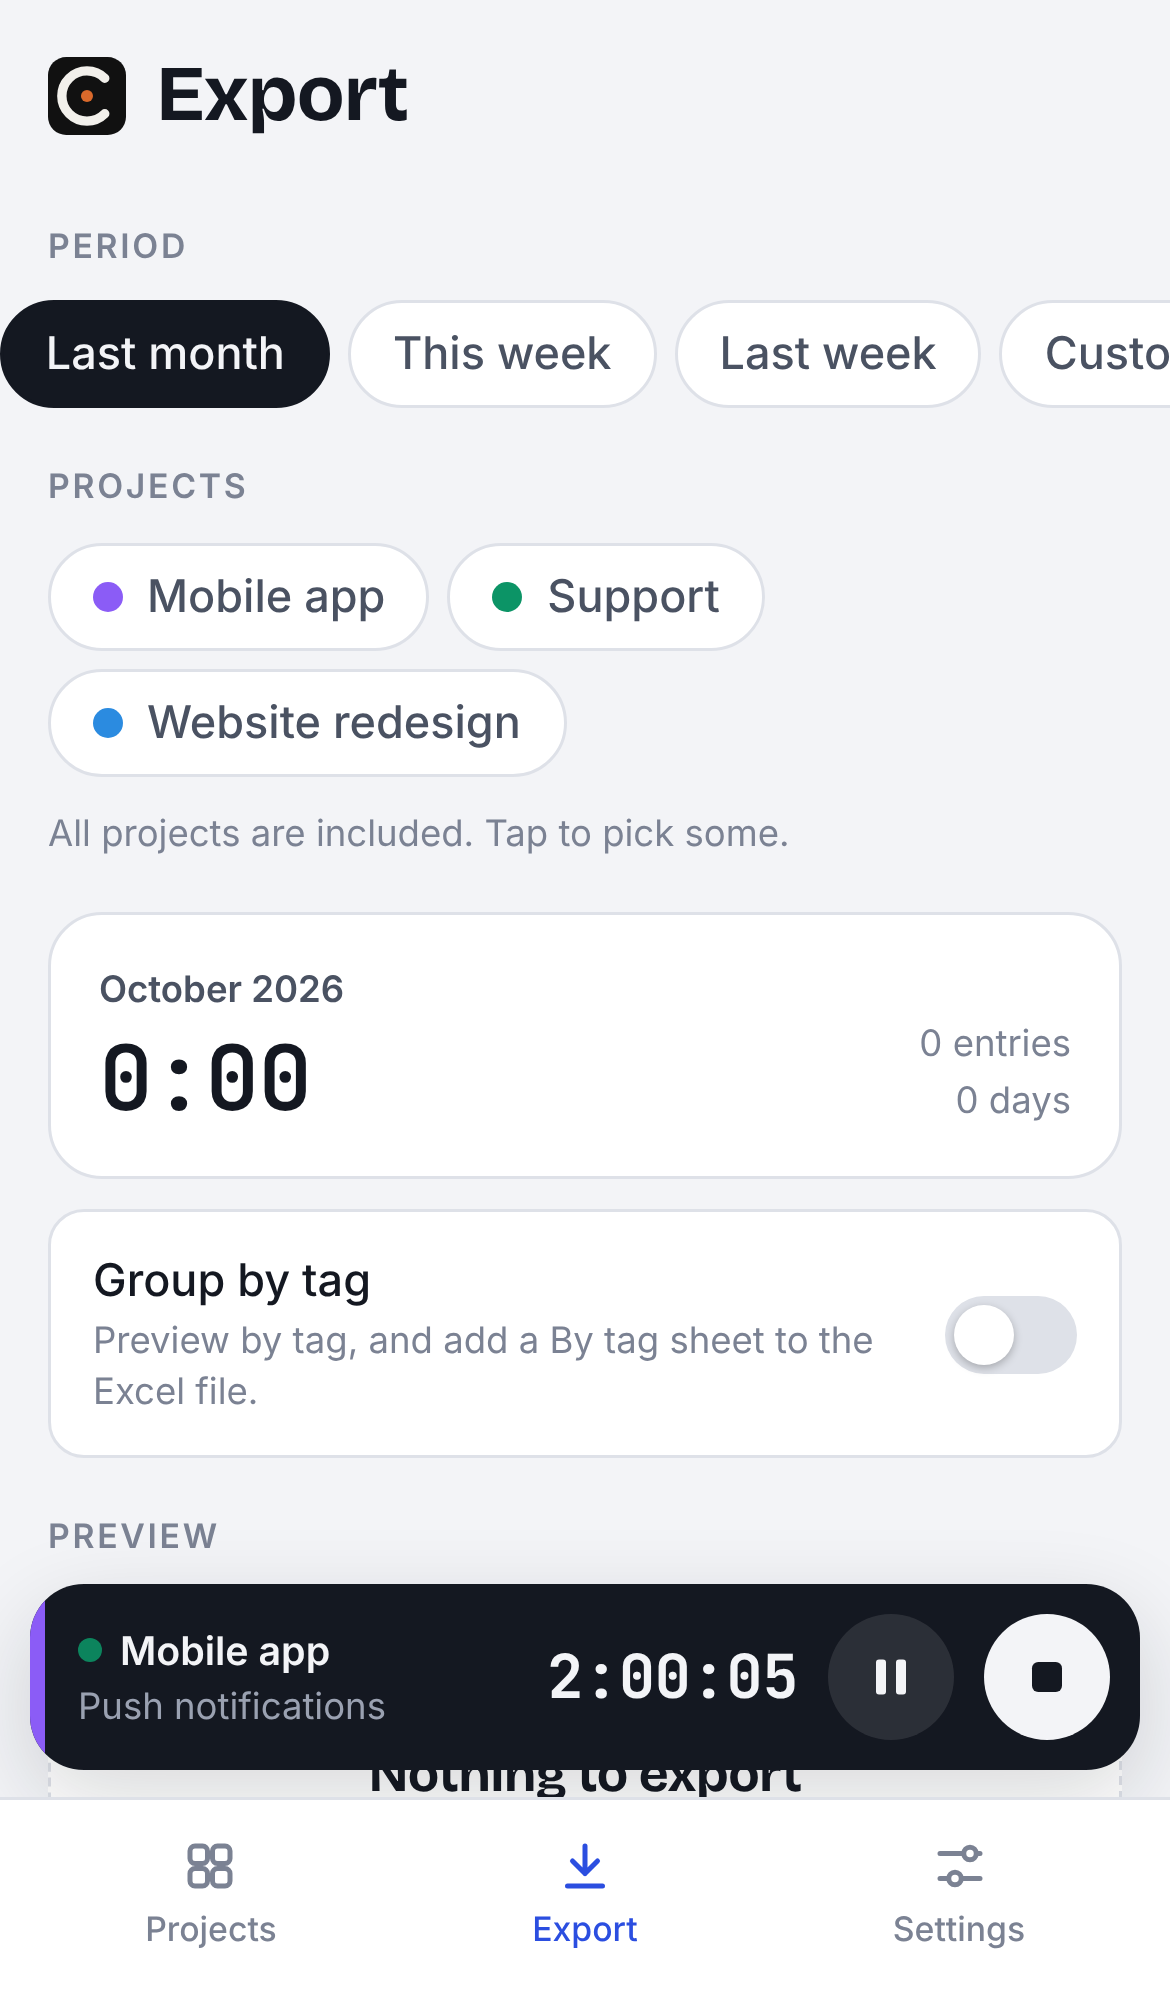 Export
PERIOD
Last month
This week
Last week
Custo
PROJECTS
Mobile app
Support
Website redesign
All projects are included. Tap to pick some.
October 2026
0:00
0 entries
0 days
Group by tag
Preview by tag, and add a By tag sheet to the
Excel file.
PREVIEW
Mobile app
Push notifications
2:00:05
Nothing to export
Projects
Export
Settings